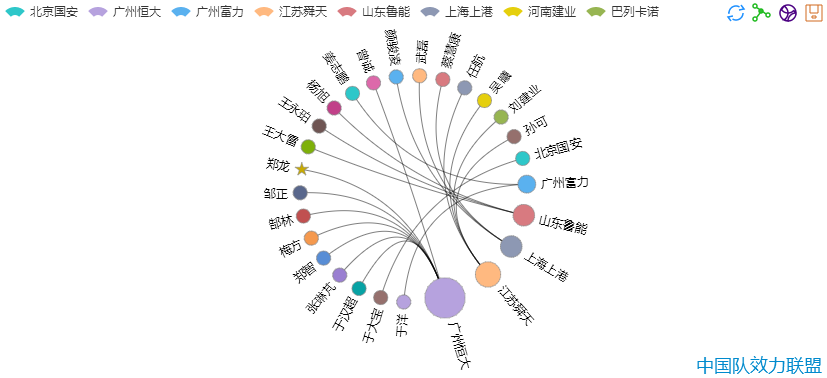 北京国安
广州恒大
广州富力
江苏舜天
山东鲁能
上海上港
河南建业
巴列卡诺
武磊
蔡慧康
任航
吴曦
刘建业
孙可
北京国安
广州富力
山东鲁能
上海上港
江苏舜天
广州恒大
于洋
于大宝
于汉超
张琳芃
郑智
梅方
郜林
邹正
郑龙
王大雷
王永珀
杨旭
姜志鹏
曾诚
颜骏凌
中国队效力联盟